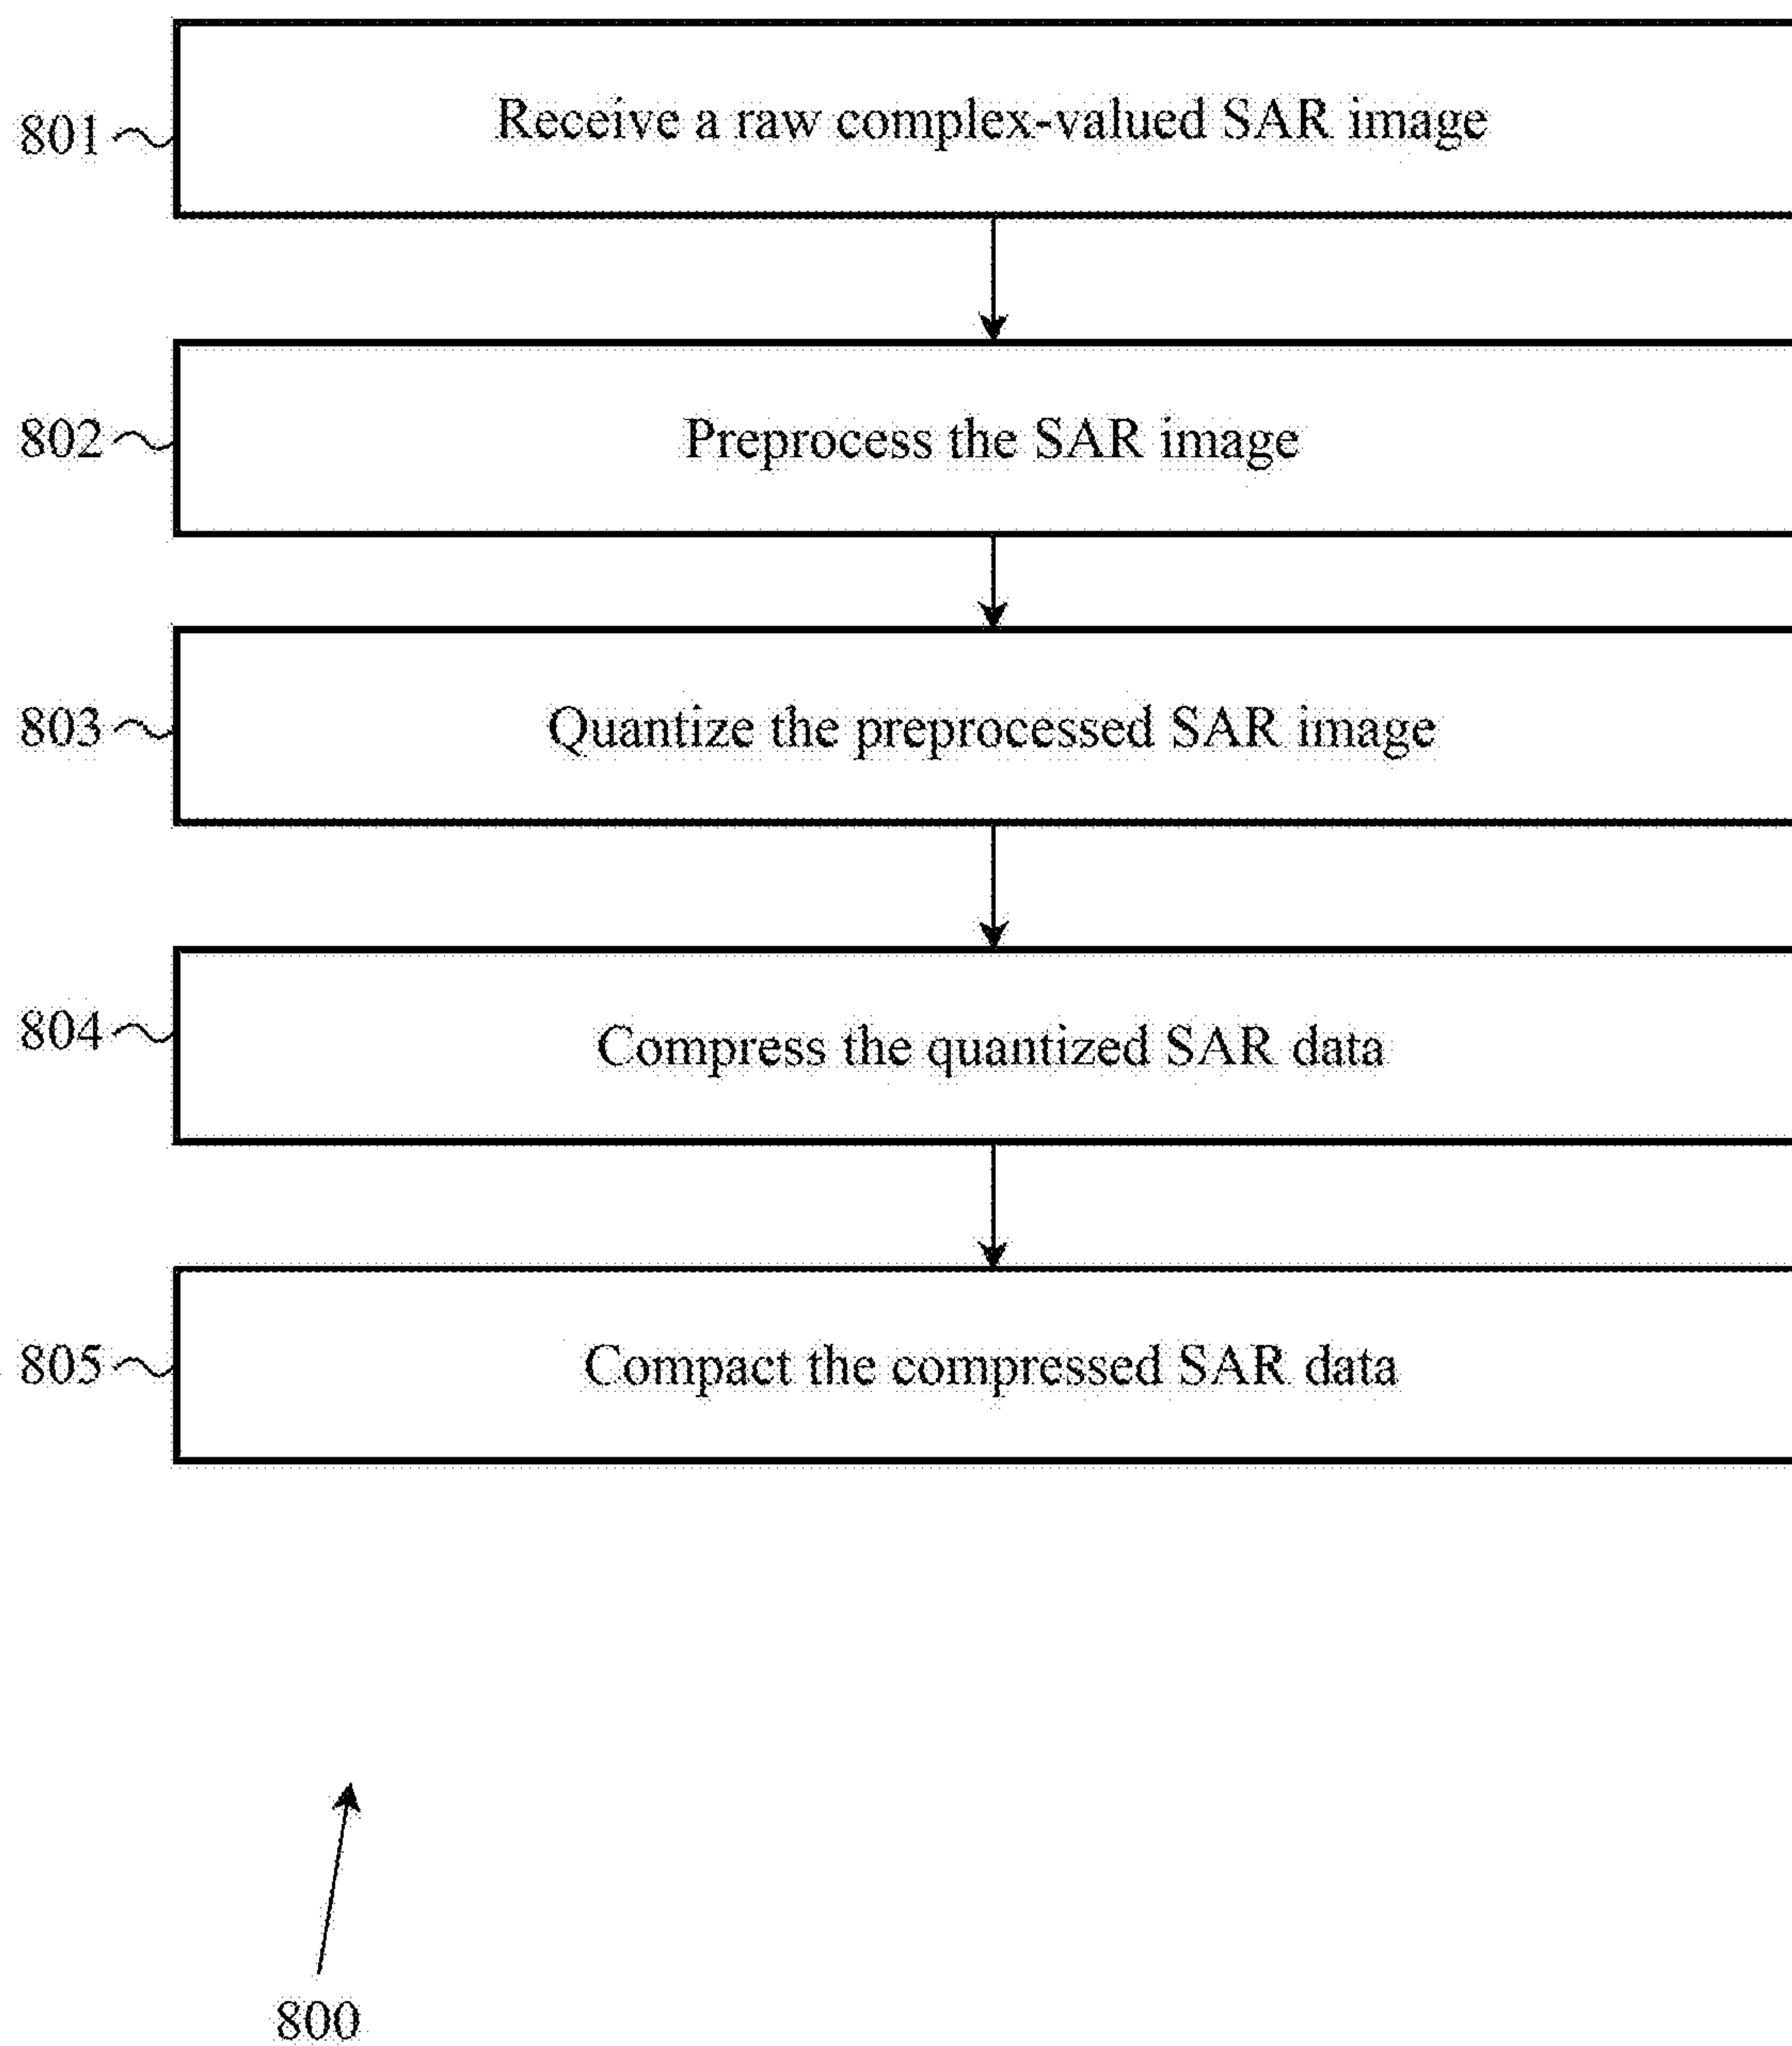 801
Receive a raw complex-valued SAR image
802
Preprocess the SAR image
803
Quantize the preprocessed SAR image
804
Compress the quantized SAR data
805
Compact the compressed SAR data
800